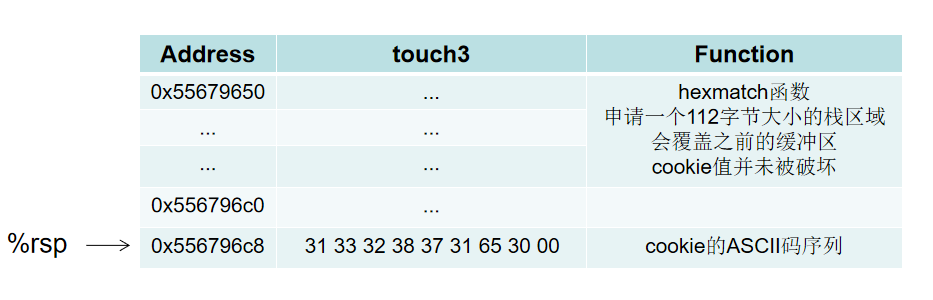 Address touch3 Function
0x55679650 ... hexmatch函数
申请一个112字节大小的栈区域
... ...
会覆盖之前的缓冲区
... ... cookie值并未被破坏
0x556796c0 ...
%rsp 0x556796c8 31 33 32 38 37 31 65 30 00 cookie的ASCII码序列